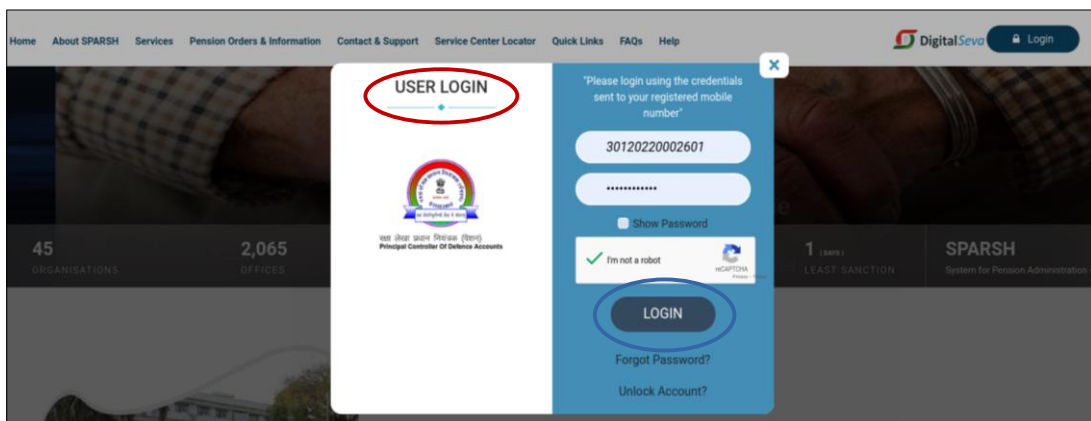 Home About SPARSH Services Pension Orders & Information Contact & Support Service Center Locator Quick Links FAQs Help
DigitalSeva
Login
USER LOGIN
रक्षा लेखा प्रधान नियंत्रक (पेंशन)
Principal Controller Of Defence Accounts
"Please login using the credentials
sent to your registered mobile
number"
30120220002601
Show Password
I'm not a robot
reCAPTCHA
Privacy
LOGIN
Forgot Password?
Unlock Account?
45
ORGANISATIONS
2,065
OFFICES
1 (DAYS)
LEAST SANCTION
SPARSH
System for Pension Administration